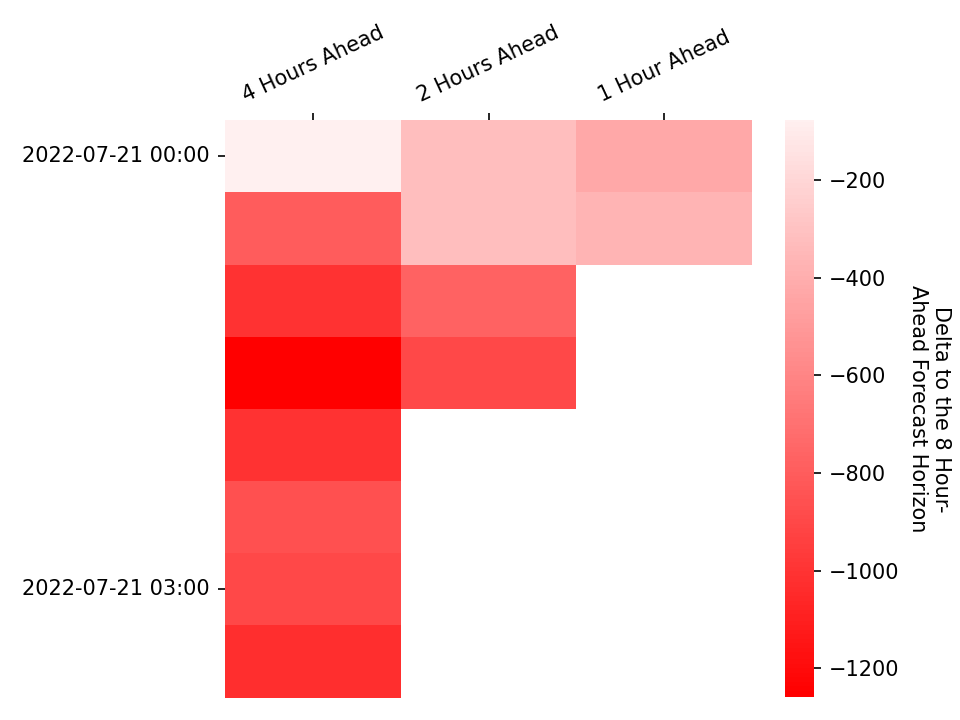 4 Hours Ahead
2 Hours Ahead
1 Hour Ahead
2022-07-21 00:00
2022-07-21 03:00
−200
−400
−600
−800
−1000
−1200
Delta to the 8 Hour-
Ahead Forecast Horizon